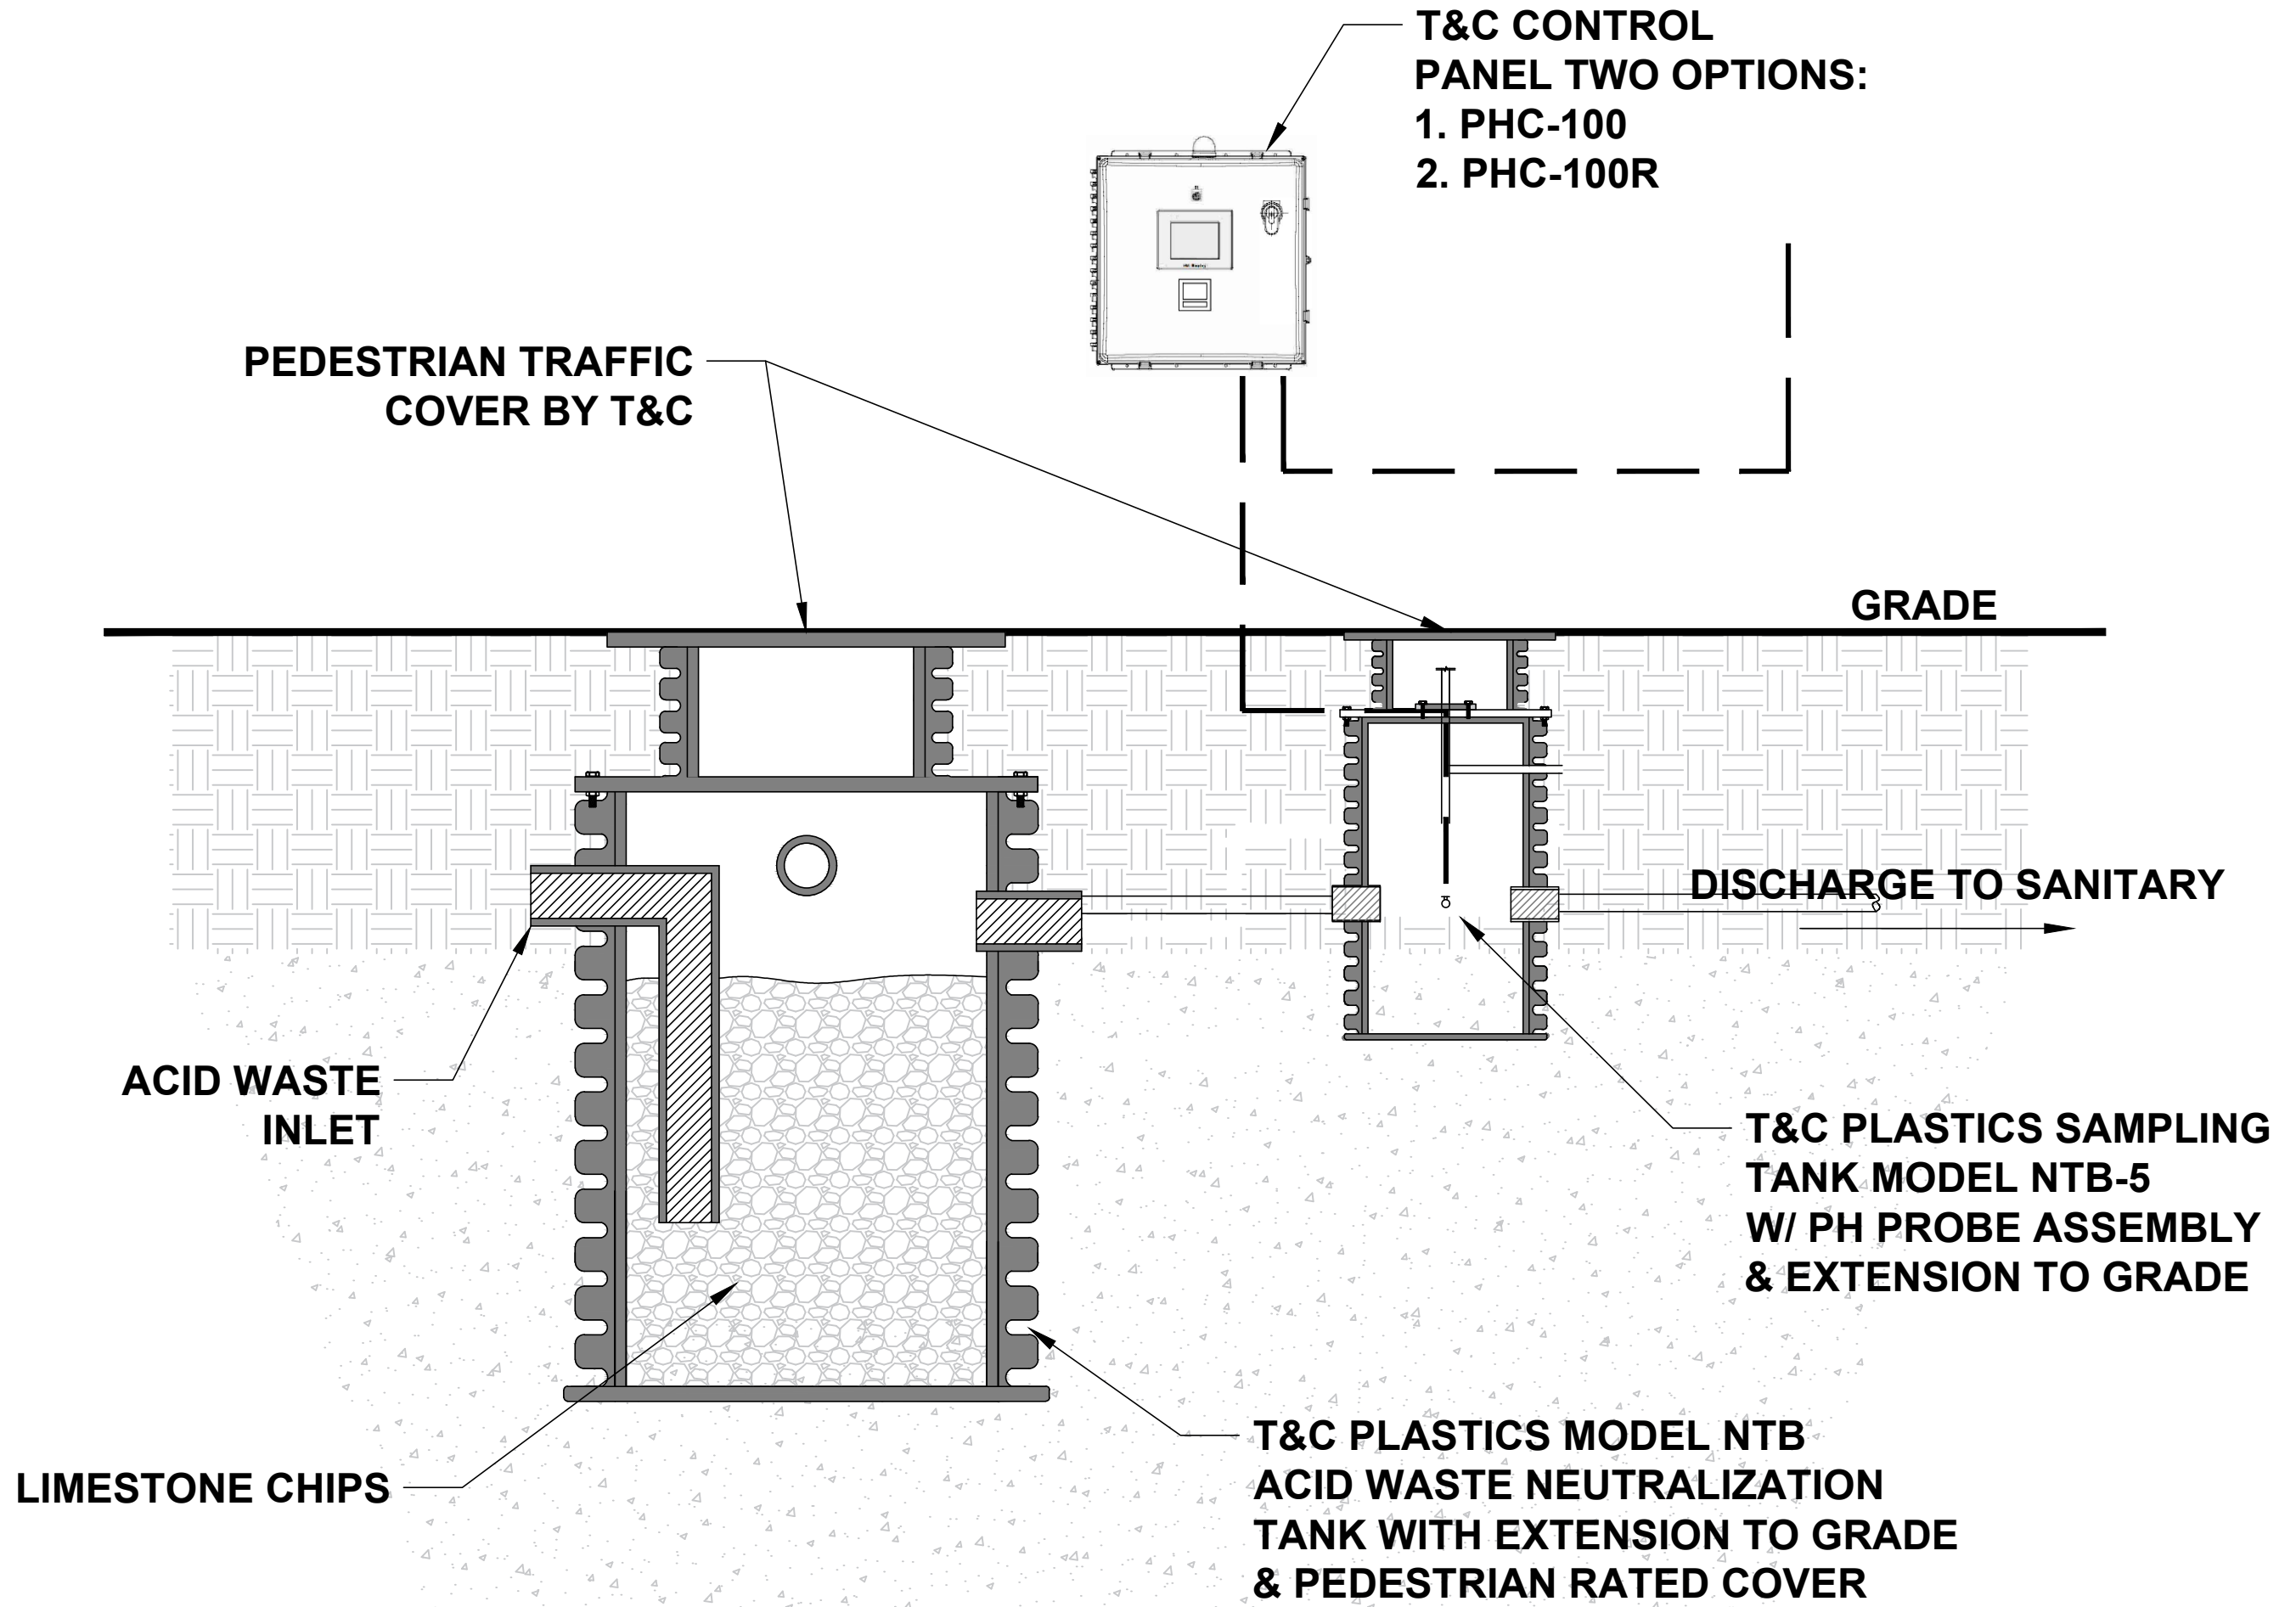 T&C CONTROL
PANEL TWO OPTIONS:
1. PHC-100
2. PHC-100R
PEDESTRIAN TRAFFIC
COVER BY T&C
GRADE
DISCHARGE TO SANITARY
ACID WASTE
INLET
T&C PLASTICS SAMPLING
TANK MODEL NTB-5
W/ PH PROBE ASSEMBLY
& EXTENSION TO GRADE
T&C PLASTICS MODEL NTB
ACID WASTE NEUTRALIZATION
TANK WITH EXTENSION TO GRADE
& PEDESTRIAN RATED COVER
LIMESTONE CHIPS